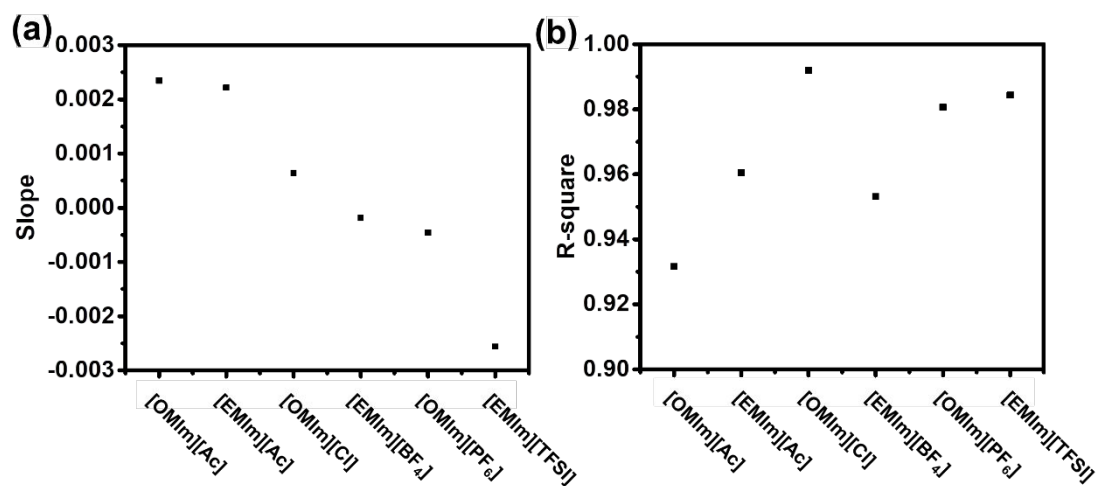 (a)
0.003
0.002
0.001
0.000
-0.001
-0.002
-0.003
Slope
[OMIm][Ac]
[EMIm][Ac]
[OMIm][Cl]
[EMIm][BF₄]
[OMIm][PF₆]
[EMIm][TFSI]
(b)
1.00
0.98
0.96
0.94
0.92
0.90
R-square
[OMIm][Ac]
[EMIm][Ac]
[OMIm][Cl]
[EMIm][BF₄]
[OMIm][PF₆]
[EMIm][TFSI]